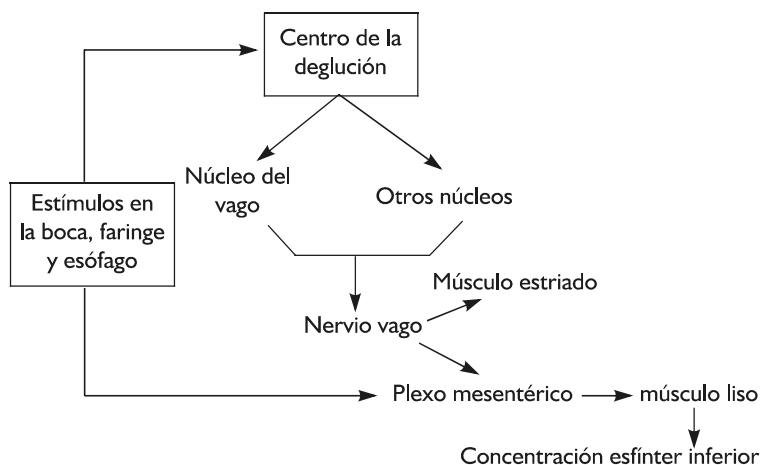 Centro de la
deglución
Núcleo del
vago
Otros núcleos
Estímulos en
la boca, faringe
y esófago
Músculo estriado
Nervio vago
Plexo mesentérico
músculo liso
Concentración esfínter inferior